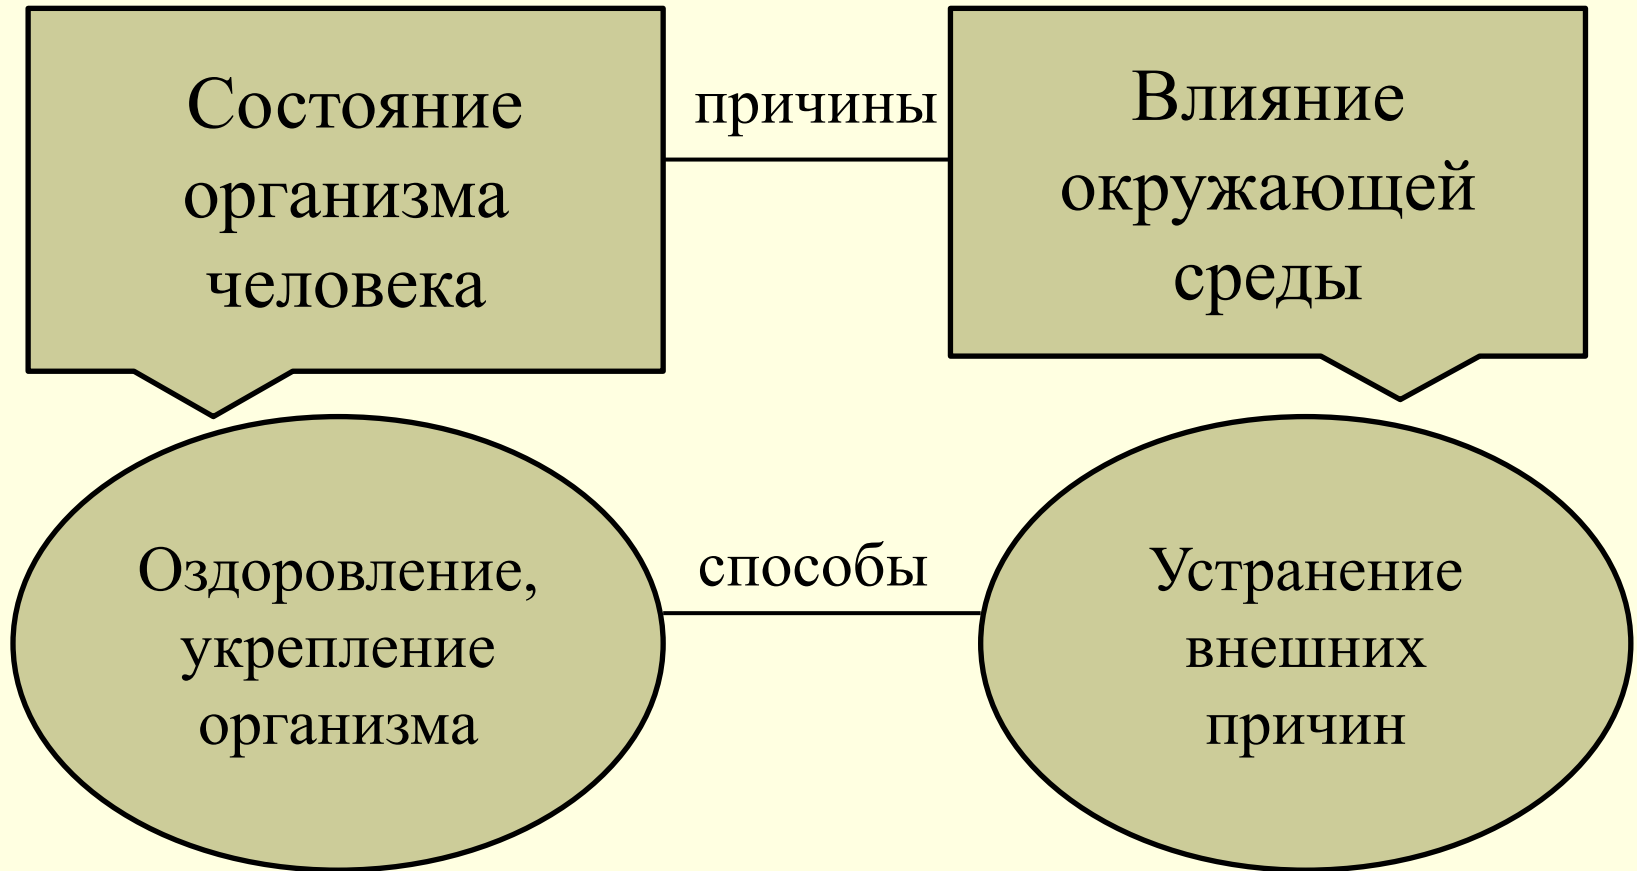 Состояние
организма
человека
причины
Влияние
окружающей
среды
Оздоровление,
укрепление
организма
способы
Устранение
внешних
причин